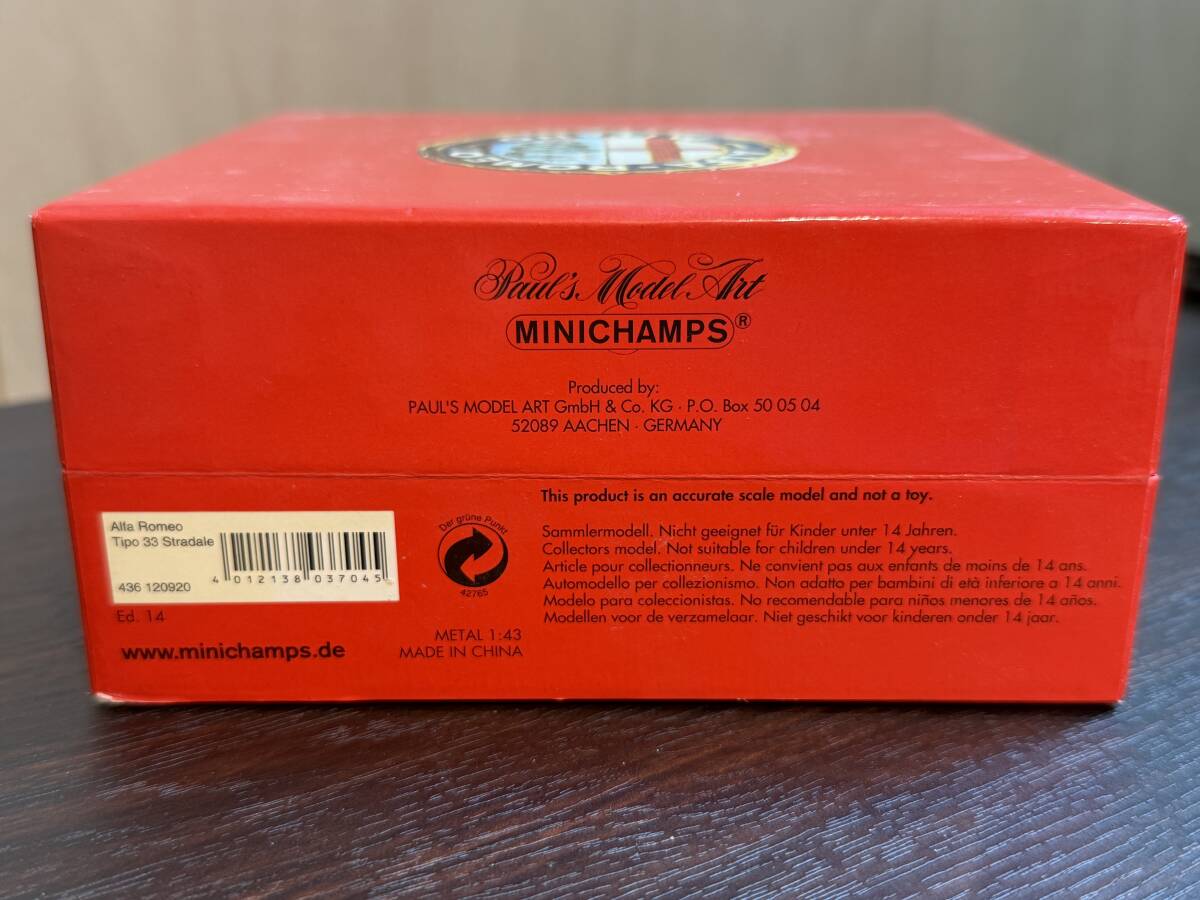 Paul's Model Art
MINICHAMPS®
Produced by:
PAUL'S MODEL ART GmbH & Co. KG · P.O. Box 50 05 04
52089 AACHEN · GERMANY
This product is an accurate scale model and not a toy.
Alfa Romeo
Tipo 33 Stradale
4 012138 037045
436 120920
Ed. 14
www.minichamps.de
Der grüne Punkt
42765
METAL 1:43
MADE IN CHINA
Sammlermodell. Nicht geeignet für Kinder unter 14 Jahren.
Collectors model. Not suitable for children under 14 years.
Article pour collectionneurs. Ne convient pas aux enfants de moins de 14 ans.
Automodello per collezionismo. Non adatto per bambini di età inferiore a 14 anni.
Modelo para coleccionistas. No recomendable para niños menores de 14 años.
Modellen voor de verzamelaar. Niet geschikt voor kinderen onder 14 jaar.